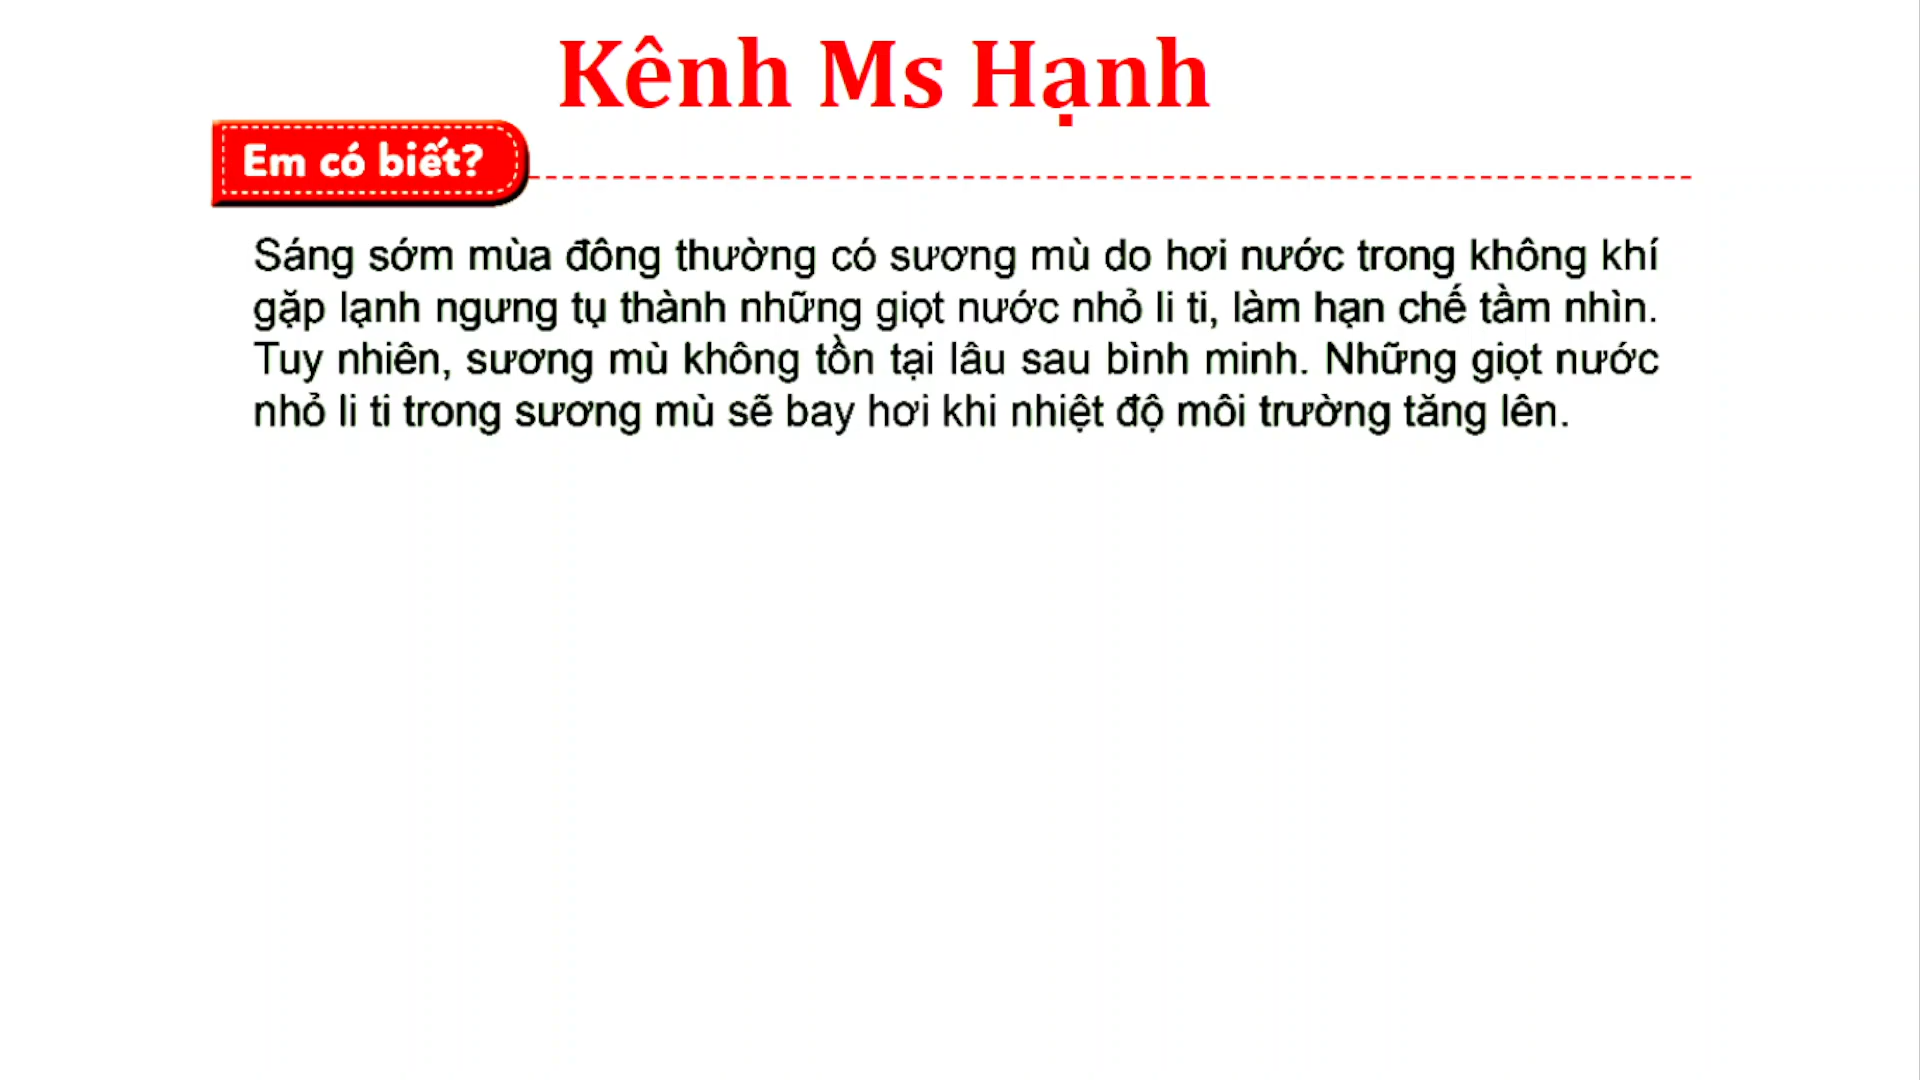 Kênh Ms Hạnh
Em có biết?
Sáng sớm mùa đông thường có sương mù do hơi nước trong không khí
gặp lạnh ngưng tụ thành những giọt nước nhỏ li ti, làm hạn chế tầm nhìn.
Tuy nhiên, sương mù không tồn tại lâu sau bình minh. Những giọt nước
nhỏ li ti trong sương mù sẽ bay hơi khi nhiệt độ môi trường tăng lên.